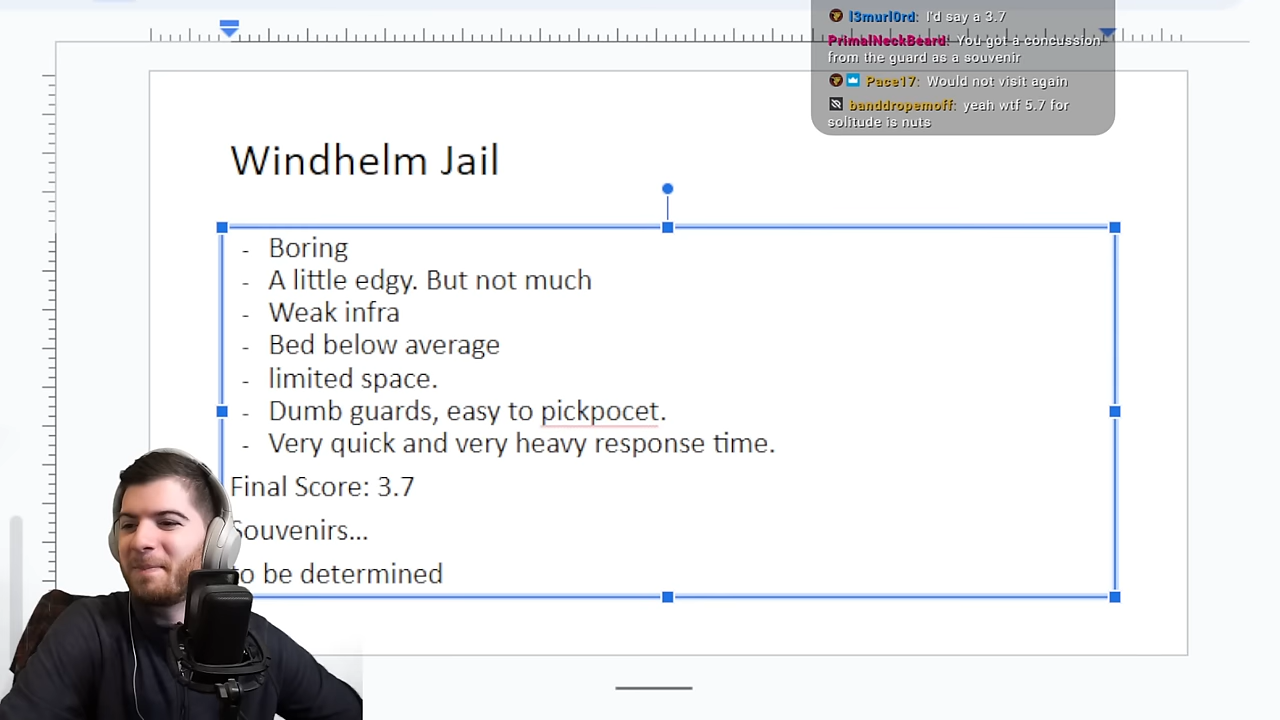 l3murl0rd: I'd say a 3.7
PrimalNeckBeard: You got a concussion
from the guard as a souvenir
Pace17: Would not visit again
banddropemoff: yeah wtf 5.7 for
solitude is nuts
Windhelm Jail
- Boring
- A little edgy. But not much
- Weak infra
- Bed below average
- limited space.
- Dumb guards, easy to pickpocet.
- Very quick and very heavy response time.
Final Score: 3.7
Souvenirs...
to be determined